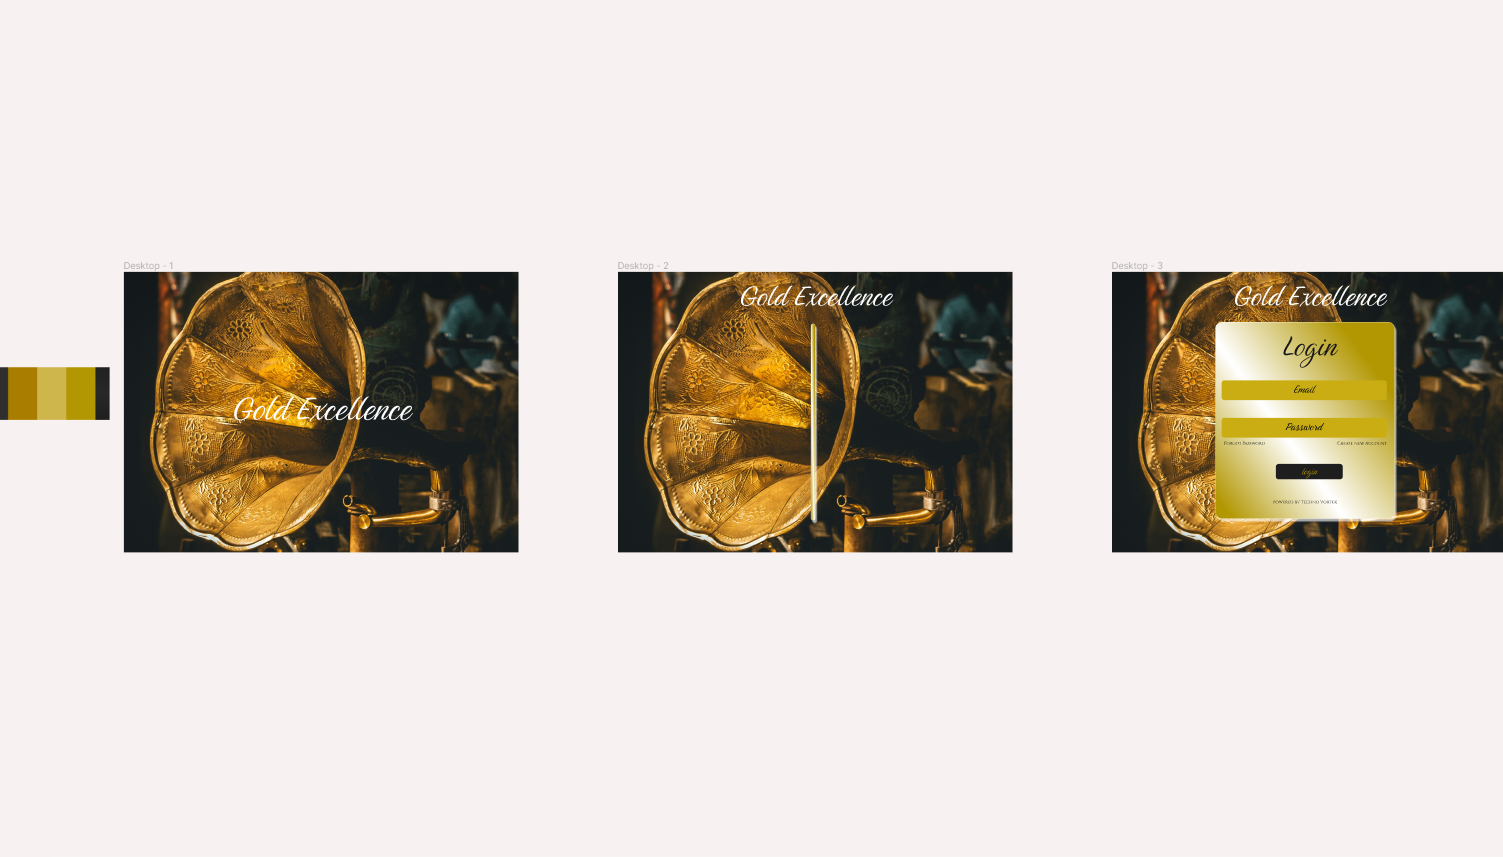 Desktop - 1
Gold Excellence
Desktop - 2
Gold Excellence
Desktop - 3
Gold Excellence
Login
Email
Password
Forgot Password
Create new account
login
Powered by Techno Vortex